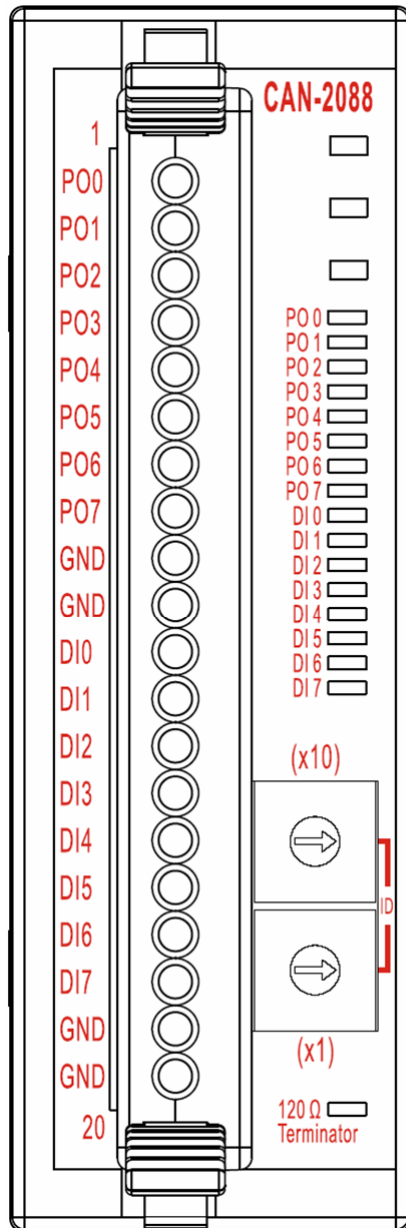 CAN-2088
1
PO0
PO1
PO2
PO3
PO4
PO5
PO6
PO7
GND
GND
DI0
DI1
DI2
DI3
DI4
DI5
DI6
DI7
GND
GND
20
PO 0
PO 1
PO 2
PO 3
PO 4
PO 5
PO 6
PO 7
DI 0
DI 1
DI 2
DI 3
DI 4
DI 5
DI 6
DI 7
(x10)
ID
(x1)
120 Ω
Terminator